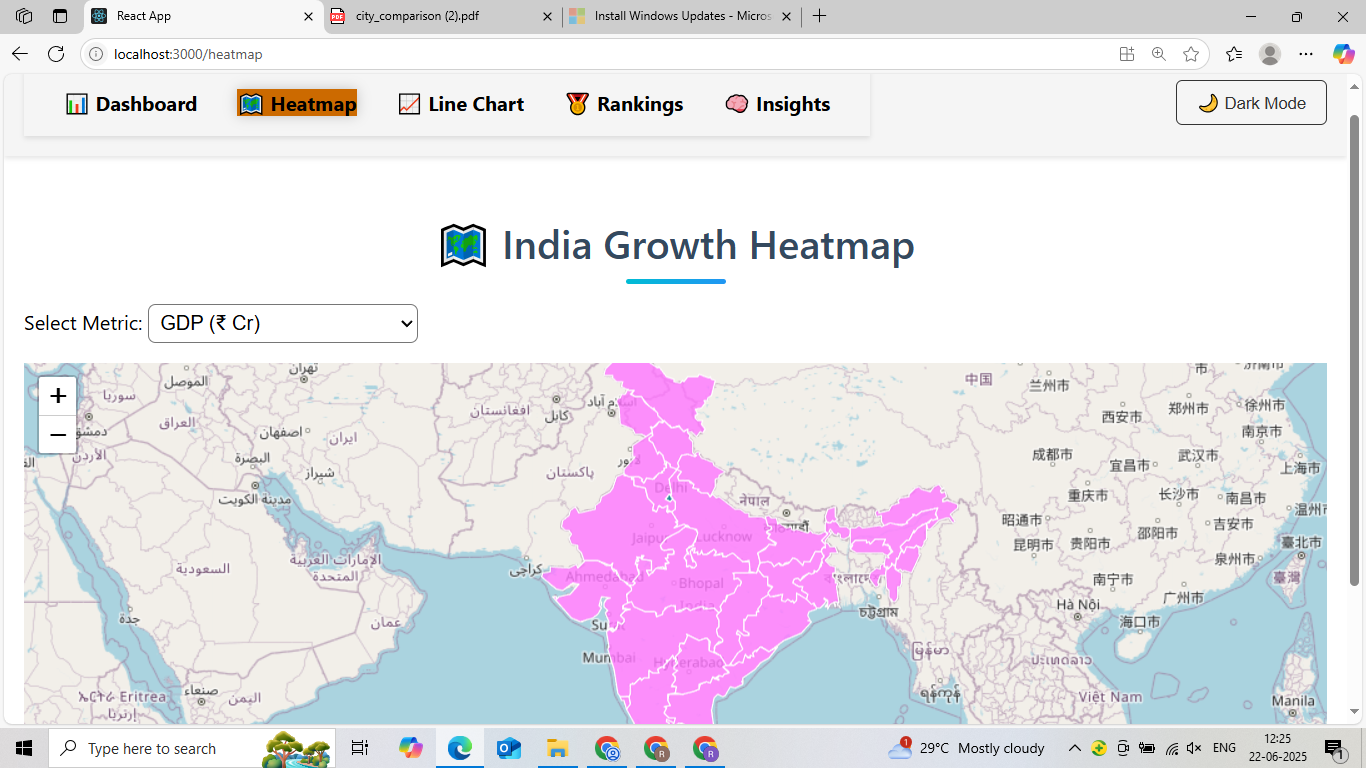 React App
city_comparison (2).pdf
Install Windows Updates - Micros
localhost:3000/heatmap
Dashboard
Heatmap
Line Chart
Rankings
Insights
Dark Mode
India Growth Heatmap
Select Metric: GDP (₹ Cr)
+
−
الموصل
تهران
سوريا
العراق
دمشق
الأردن
اصفهان
ایران
البصرة
شیراز
مدينة الكويت
السعودية
الإمارات العربية
المتحدة
جدة
عمان
ኤርትራ Eritrea
إرتريا
صنعاء
اليمن
افغانستان
کابل
پاکستان
کراچی
Delhi
नेपाल
Jaipur
Lucknow
Ahmedabad
Bhopal
India
Mumbai
Hyderabad
চট্টগ্রাম
မြန်မာ
ရန်ကုန်
ປະເທດລາວ
Hà Nội
Việt Nam
Manila
中国
兰州市
济南市
郑州市
徐州市
西安市
南京市
成都市
宜昌市
武汉市
上海市
重庆市
长沙市
南昌市
温州
昭通市
邵阳市
吉安市
昆明市
贵阳市
泉州市
臺北市
南宁市
广州市
臺灣
海口市
Type here to search
1
29°C Mostly cloudy
ENG
12:25
22-06-2025
1